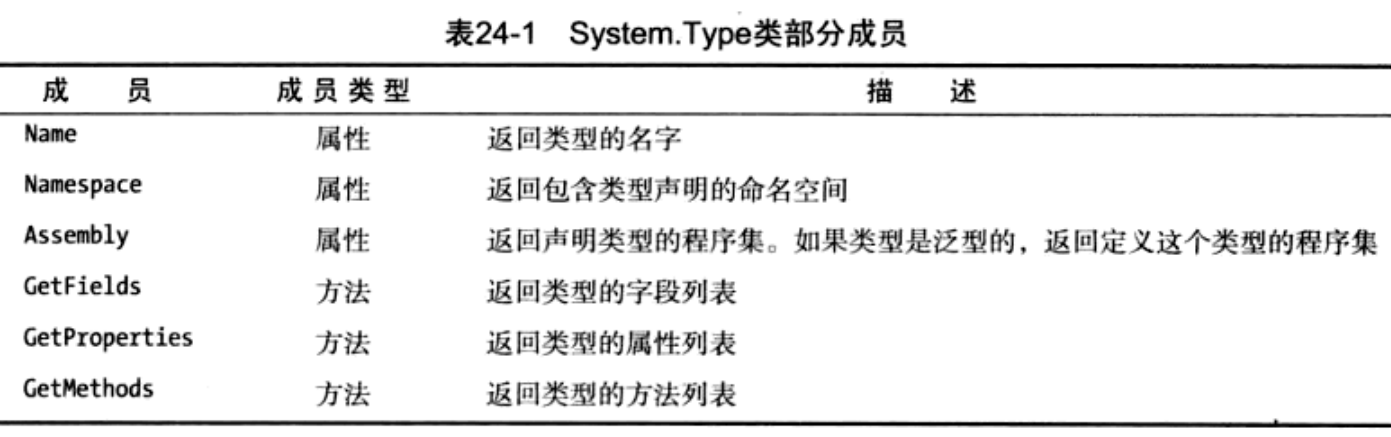 表24-1 System.Type类部分成员
成 员 成员类型 描 述
Name 属性 返回类型的名字
Namespace 属性 返回包含类型声明的命名空间
Assembly 属性 返回声明类型的程序集。如果类型是泛型的，返回定义这个类型的程序集
GetFields 方法 返回类型的字段列表
GetProperties 方法 返回类型的属性列表
GetMethods 方法 返回类型的方法列表